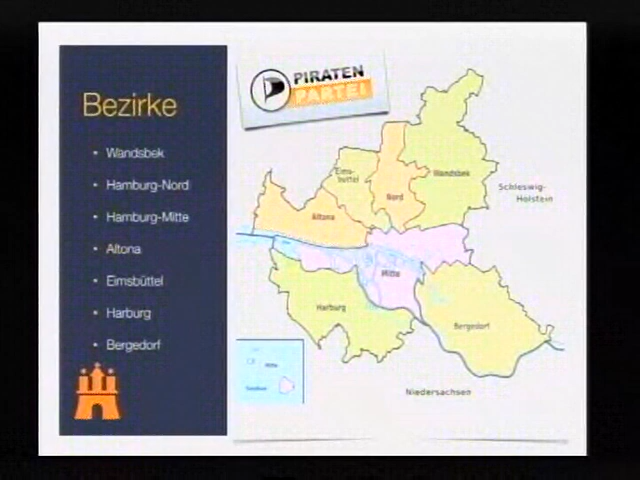 Bezirke
Wandsbek
Hamburg-Nord
Hamburg-Mitte
Altona
Eimsbüttel
Harburg
Bergedorf
PIRATEN
PARTEI
Eims-
büttel
Wandsbek
Nord
Altona
Schleswig-
Holstein
Mitte
Harburg
Bergedorf
Mitte
Niedersachsen